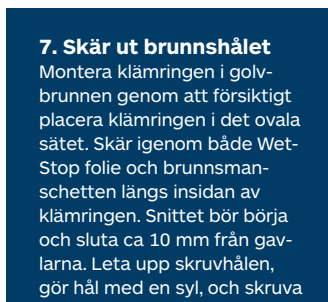 7. Skär ut brunnshålet
Montera klämringen i golv-
brunnen genom att försiktigt
placera klämringen i det ovala
sätet. Skär igenom både Wet-
Stop folie och brunnsman-
schetten längs insidan av
klämringen. Snittet bör börja
och sluta ca 10 mm från gav-
larna. Leta upp skruvhålen,
gör hål med en syl, och skruva